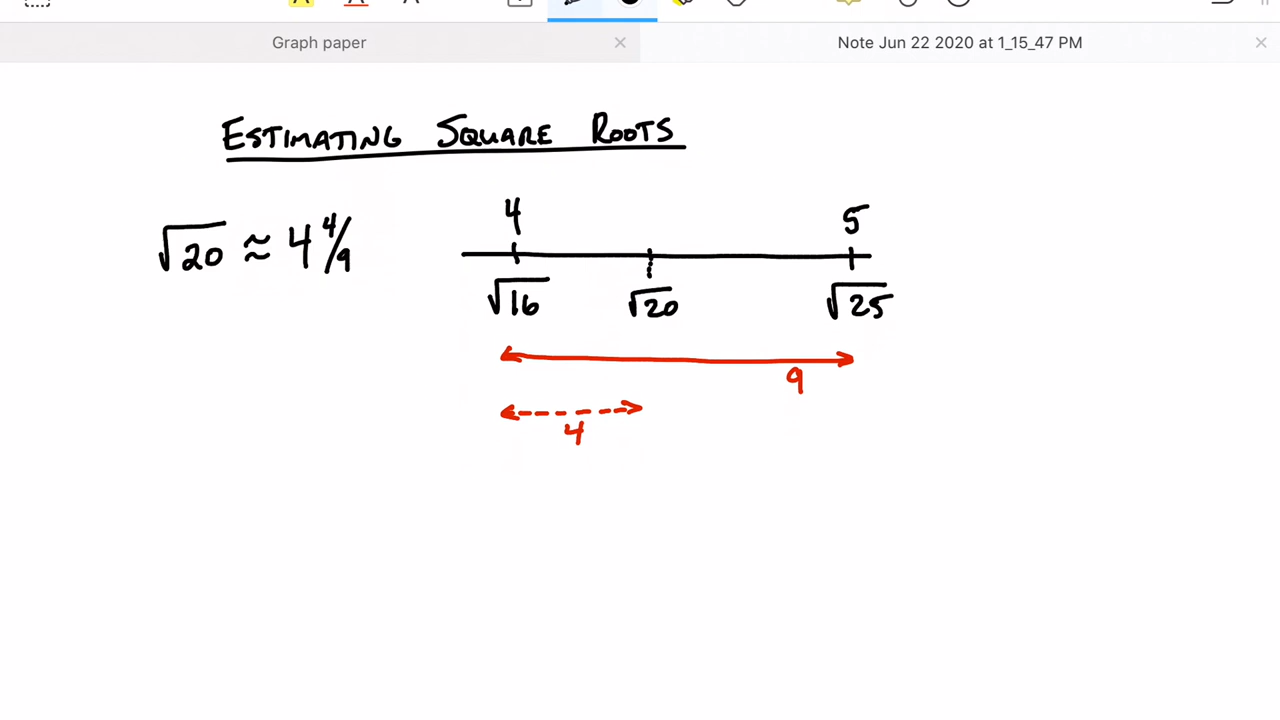 Graph paper
Note Jun 22 2020 at 1_15_47 PM
ESTIMATING SQUARE ROOTS
√20 ≈ 4 4/9
4 5
√16 √20 √25
9
4